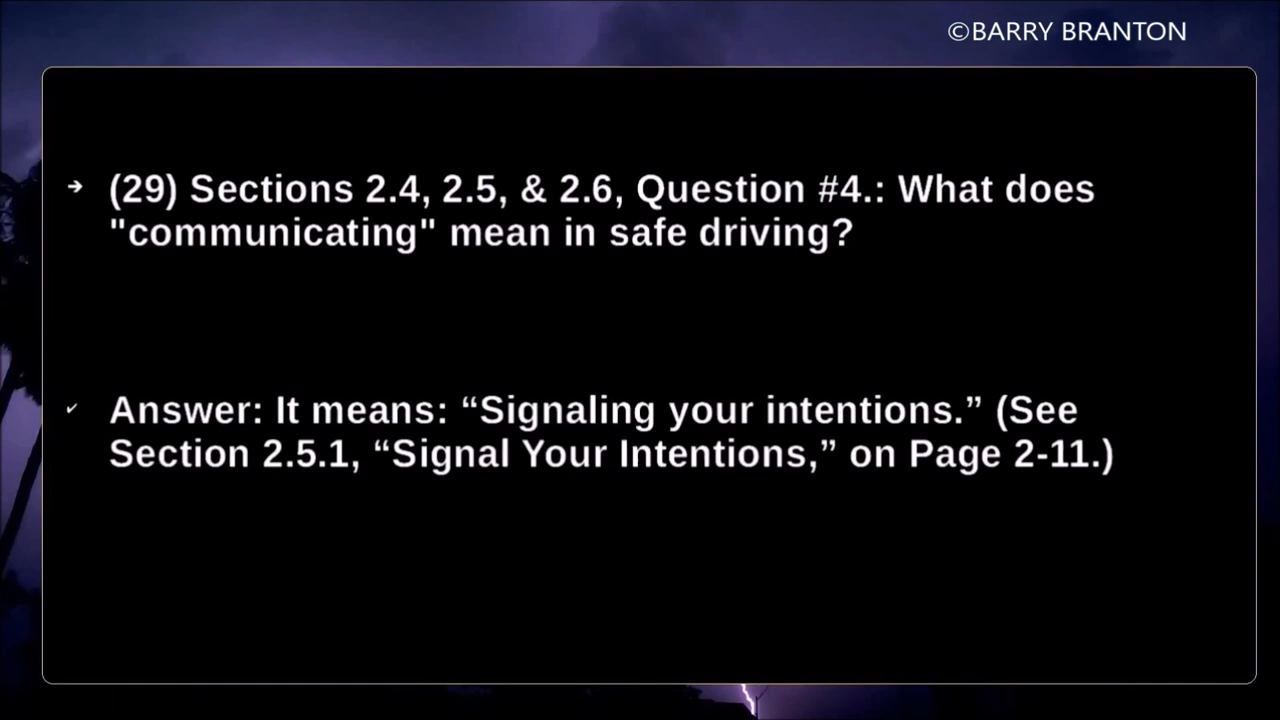 ©BARRY BRANTON
➔ (29) Sections 2.4, 2.5, & 2.6, Question #4.: What does
"communicating" mean in safe driving?
✓ Answer: It means: “Signaling your intentions.” (See
Section 2.5.1, “Signal Your Intentions,” on Page 2-11.)